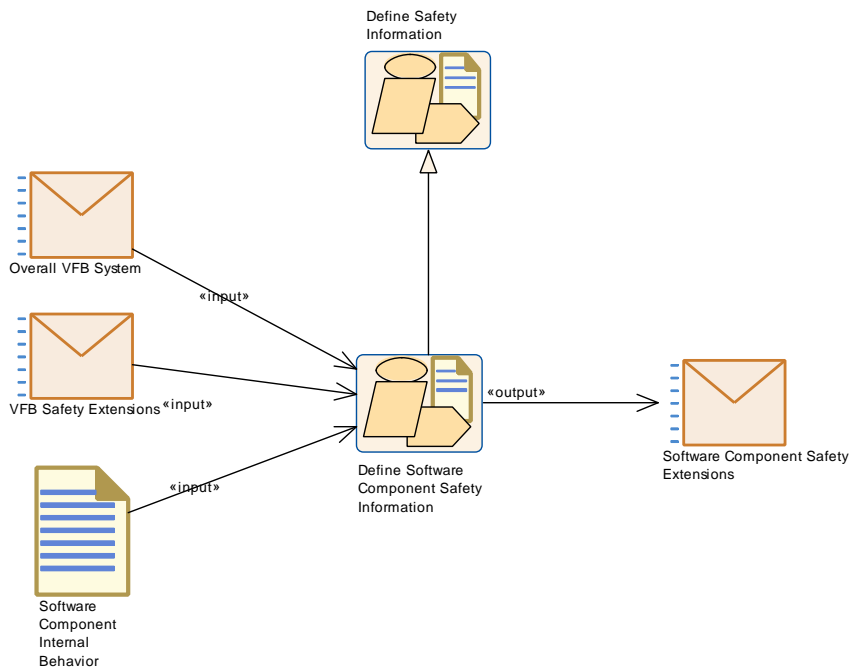 Define Safety
Information
Overall VFB System
«input»
VFB Safety Extensions
«input»
«input»
«output»
Define Software
Component Safety
Information
Software Component Safety
Extensions
Software
Component
Internal
Behavior